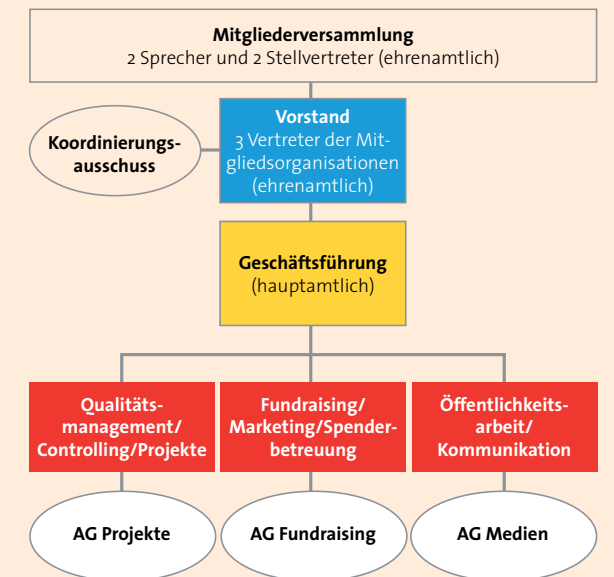 Mitgliederversammlung
2 Sprecher und 2 Stellvertreter (ehrenamtlich)
Koordinierungs-
ausschuss
Vorstand
3 Vertreter der Mit-
gliedsorganisationen
(ehrenamtlich)
Geschäftsführung
(hauptamtlich)
Qualitäts-
management/
Controlling/Projekte
Fundraising/
Marketing/Spender-
betreuung
Öffentlichkeits-
arbeit/
Kommunikation
AG Projekte
AG Fundraising
AG Medien